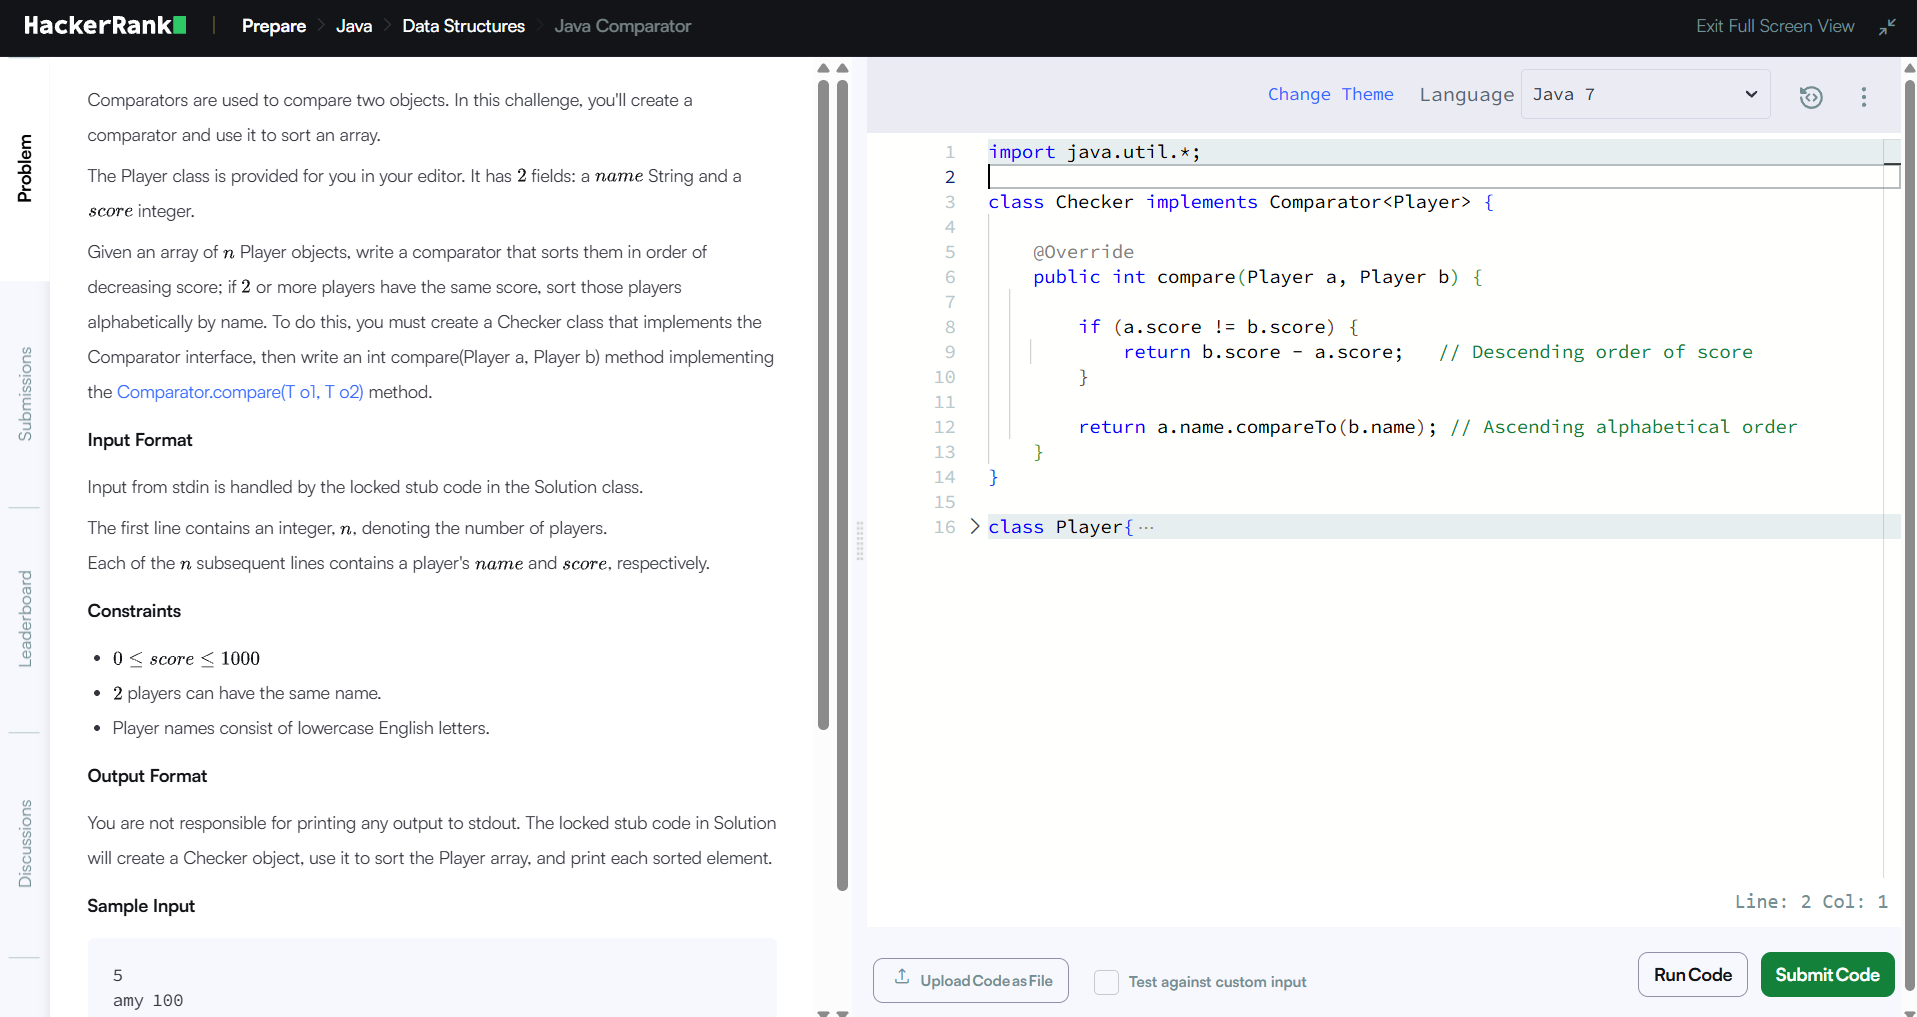 HackerRank | Prepare > Java > Data Structures > Java Comparator Exit Full Screen View
Problem
Submissions
Leaderboard
Discussions
Comparators are used to compare two objects. In this challenge, you'll create a
comparator and use it to sort an array.
The Player class is provided for you in your editor. It has 2 fields: a name String and a
score integer.
Given an array of n Player objects, write a comparator that sorts them in order of
decreasing score; if 2 or more players have the same score, sort those players
alphabetically by name. To do this, you must create a Checker class that implements the
Comparator interface, then write an int compare(Player a, Player b) method implementing
the Comparator.compare(T o1, T o2) method.
Input Format
Input from stdin is handled by the locked stub code in the Solution class.
The first line contains an integer, n, denoting the number of players.
Each of the n subsequent lines contains a player's name and score, respectively.
Constraints
• 0 ≤ score ≤ 1000
• 2 players can have the same name.
• Player names consist of lowercase English letters.
Output Format
You are not responsible for printing any output to stdout. The locked stub code in Solution
will create a Checker object, use it to sort the Player array, and print each sorted element.
Sample Input
5
amy 100
Change Theme Language Java 7
1 import java.util.*;
2
3 class Checker implements Comparator<Player> {
4
5 @Override
6 public int compare(Player a, Player b) {
7
8 if (a.score != b.score) {
9 return b.score - a.score; // Descending order of score
10 }
11
12 return a.name.compareTo(b.name); // Ascending alphabetical order
13 }
14 }
15
16 > class Player{ ...
Line: 2 Col: 1
Upload Code as File Test against custom input Run Code Submit Code